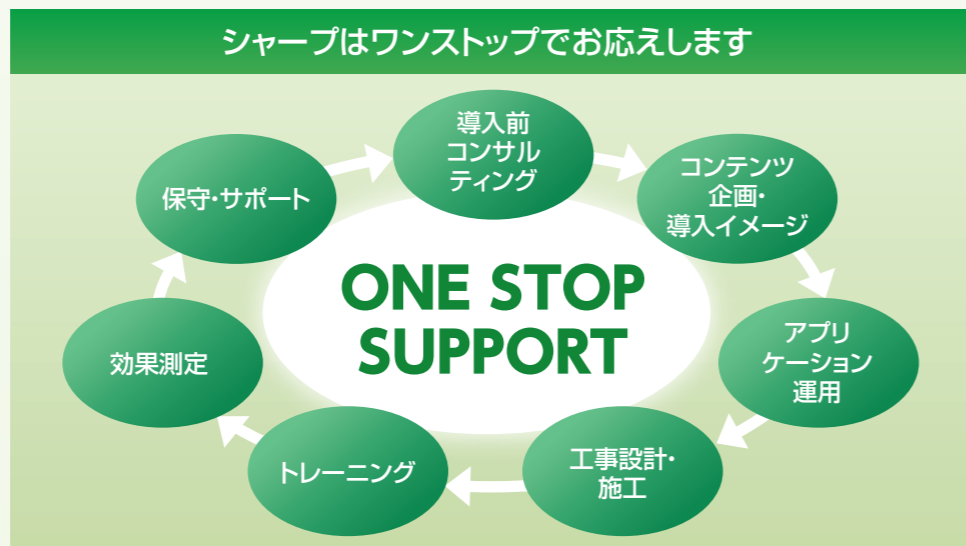 シャープはワンストップでお応えします
導入前
コンサル
ティング
コンテンツ
企画・
導入イメージ
アプリ
ケーション
運用
工事設計・
施工
トレーニング
効果測定
保守・サポート
ONE STOP
SUPPORT